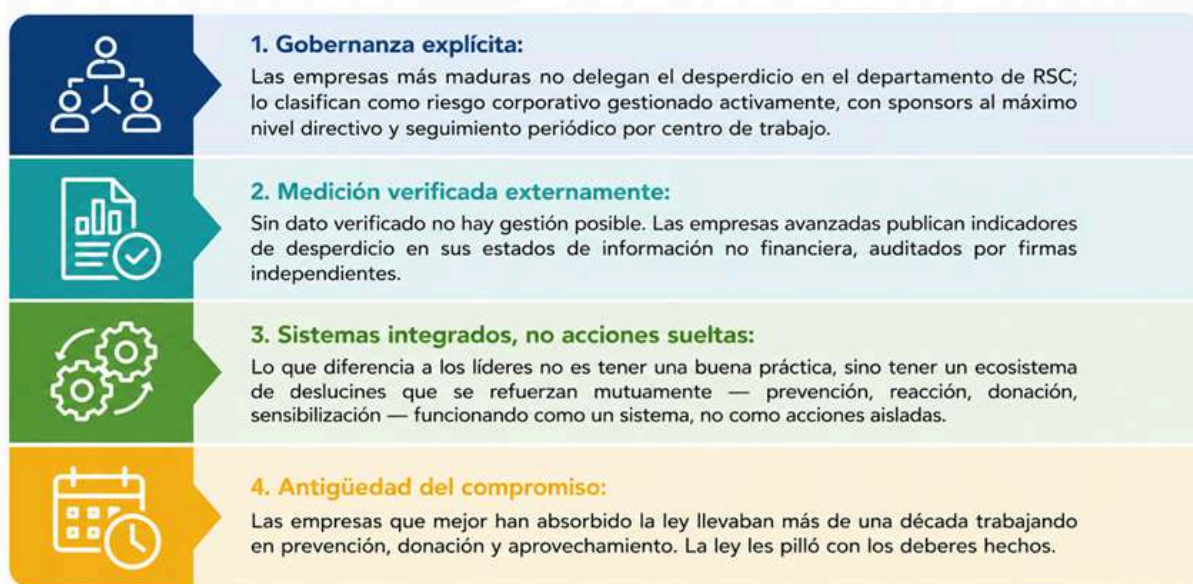 1. Gobernanza explícita:
Las empresas más maduras no delegan el desperdicio en el departamento de RSC;
lo clasifican como riesgo corporativo gestionado activamente, con sponsors al máximo
nivel directivo y seguimiento periódico por centro de trabajo.
2. Medición verificada externamente:
Sin dato verificado no hay gestión posible. Las empresas avanzadas publican indicadores
de desperdicio en sus estados de información no financiera, auditados por firmas
independientes.
3. Sistemas integrados, no acciones sueltas:
Lo que diferencia a los líderes no es tener una buena práctica, sino tener un ecosistema
de deslucines que se refuerzan mutuamente — prevención, reacción, donación,
sensibilización — funcionando como un sistema, no como acciones aisladas.
4. Antigüedad del compromiso:
Las empresas que mejor han absorbido la ley llevaban más de una década trabajando
en prevención, donación y aprovechamiento. La ley les pilló con los deberes hechos.